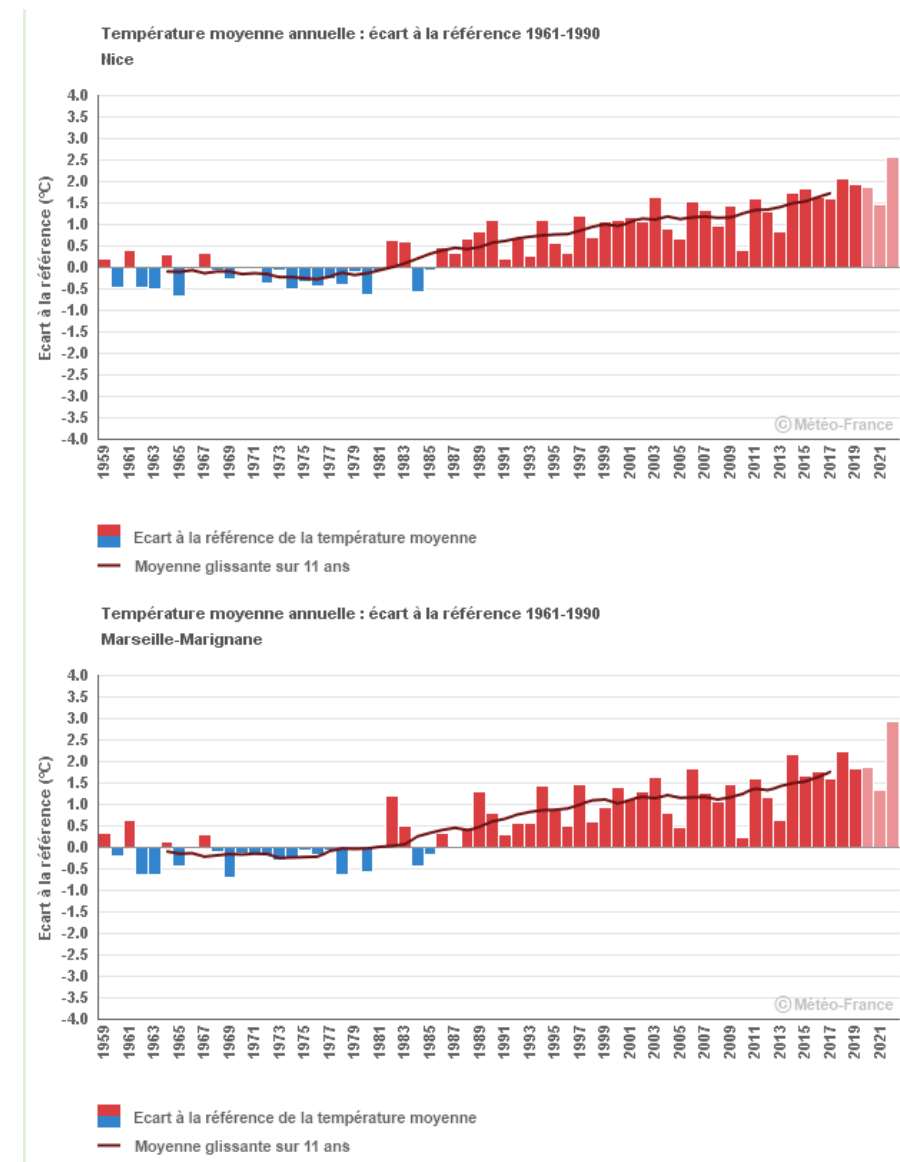 Température moyenne annuelle : écart à la référence 1961-1990
Nice
Ecart à la référence (°C)
4.0
3.5
3.0
2.5
2.0
1.5
1.0
0.5
0.0
-0.5
-1.0
-1.5
-2.0
-2.5
-3.0
-3.5
-4.0
© Météo-France
1959 1961 1963 1965 1967 1969 1971 1973 1975 1977 1979 1981 1983 1985 1987 1989 1991 1993 1995 1997 1999 2001 2003 2005 2007 2009 2011 2013 2015 2017 2019 2021
Ecart à la référence de la température moyenne
Moyenne glissante sur 11 ans
Température moyenne annuelle : écart à la référence 1961-1990
Marseille-Marignane
Ecart à la référence (°C)
4.0
3.5
3.0
2.5
2.0
1.5
1.0
0.5
0.0
-0.5
-1.0
-1.5
-2.0
-2.5
-3.0
-3.5
-4.0
© Météo-France
1959 1961 1963 1965 1967 1969 1971 1973 1975 1977 1979 1981 1983 1985 1987 1989 1991 1993 1995 1997 1999 2001 2003 2005 2007 2009 2011 2013 2015 2017 2019 2021
Ecart à la référence de la température moyenne
Moyenne glissante sur 11 ans